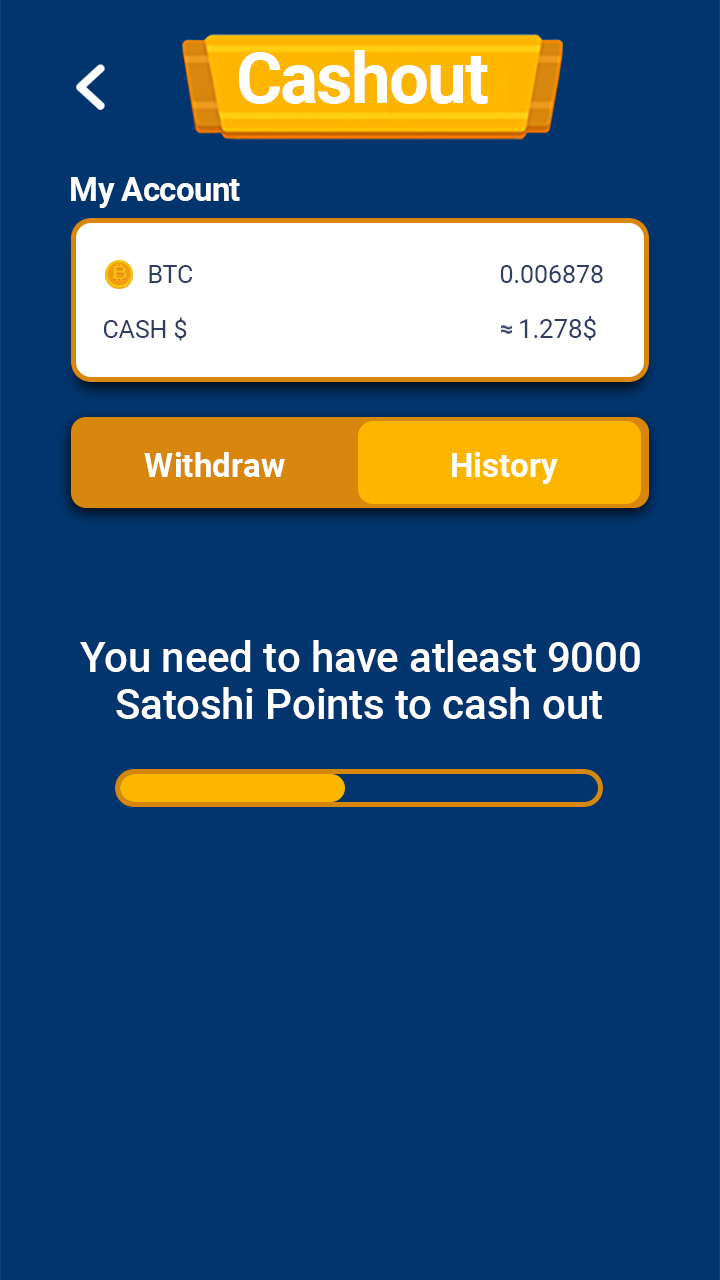 Cashout
My Account
BTC 0.006878
CASH $ ≈ 1.278$
Withdraw History
You need to have atleast 9000
Satoshi Points to cash out